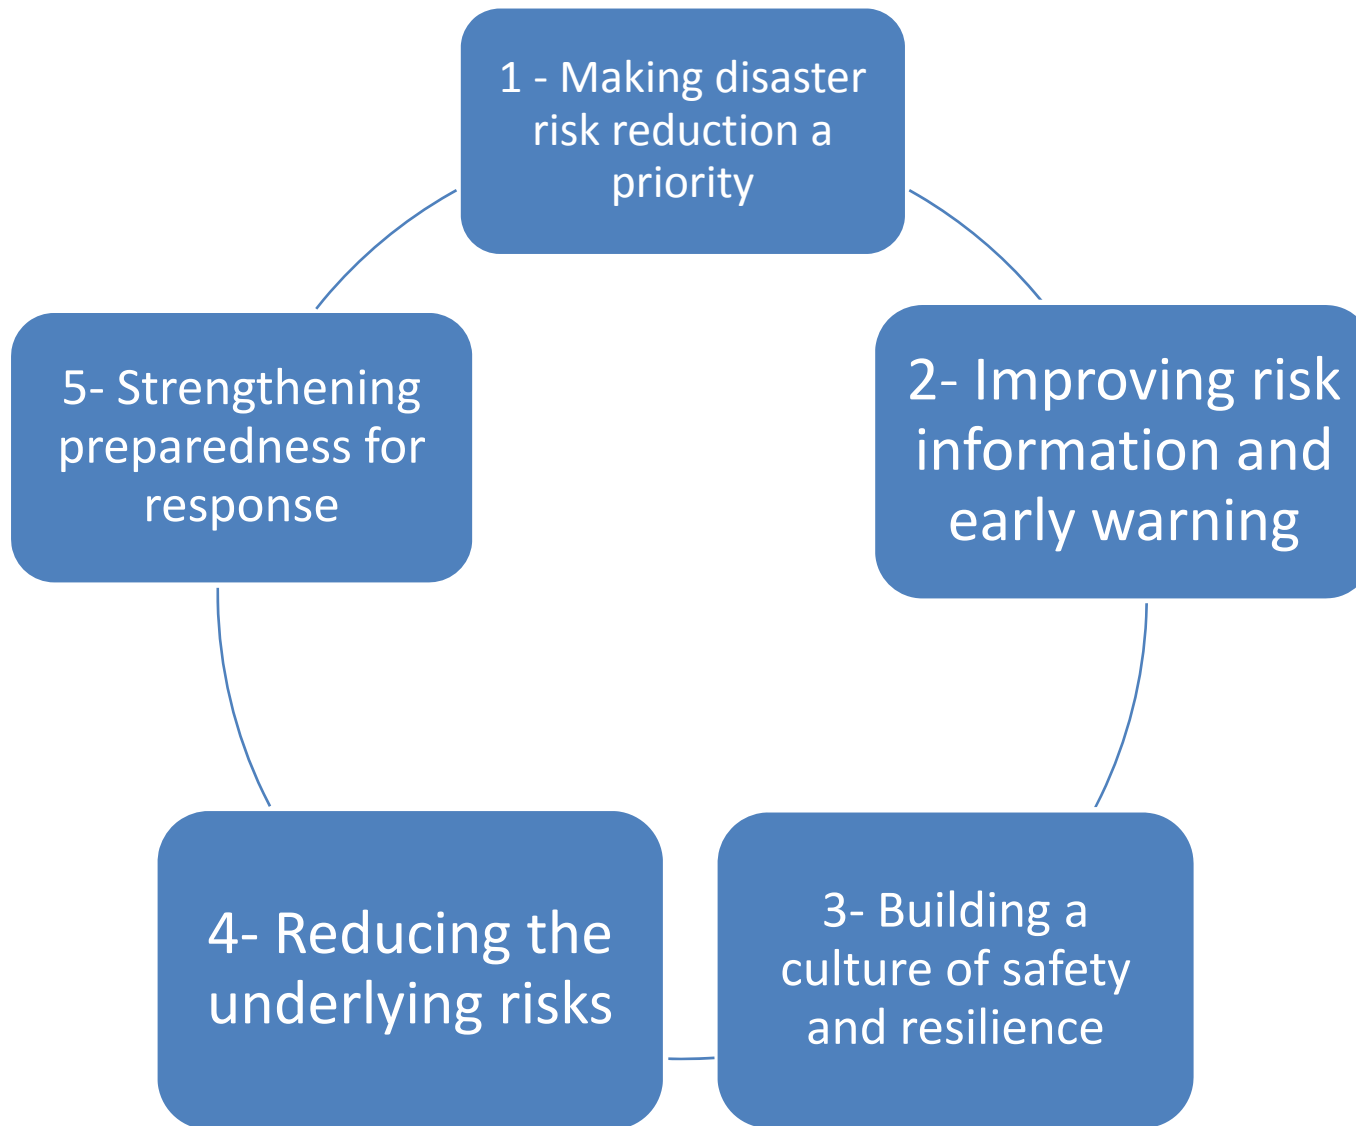 1 - Making disaster
risk reduction a
priority
2- Improving risk
information and
early warning
3- Building a
culture of safety
and resilience
4- Reducing the
underlying risks
5- Strengthening
preparedness for
response